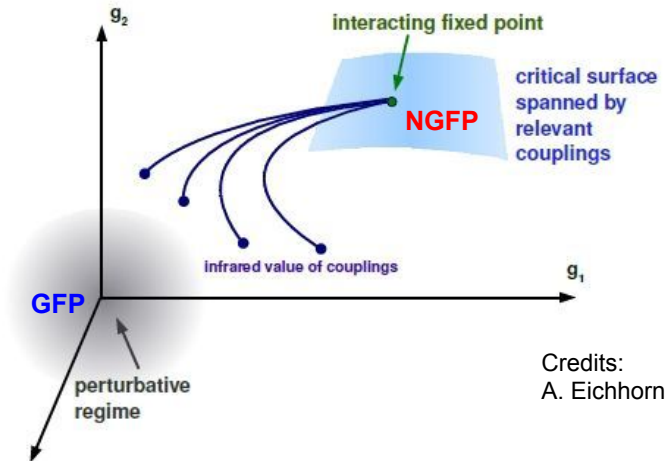 g2
interacting fixed point
NGFP
critical surface
spanned by
relevant
couplings
infrared value of couplings
g1
GFP
perturbative
regime
Credits:
A. Eichhorn